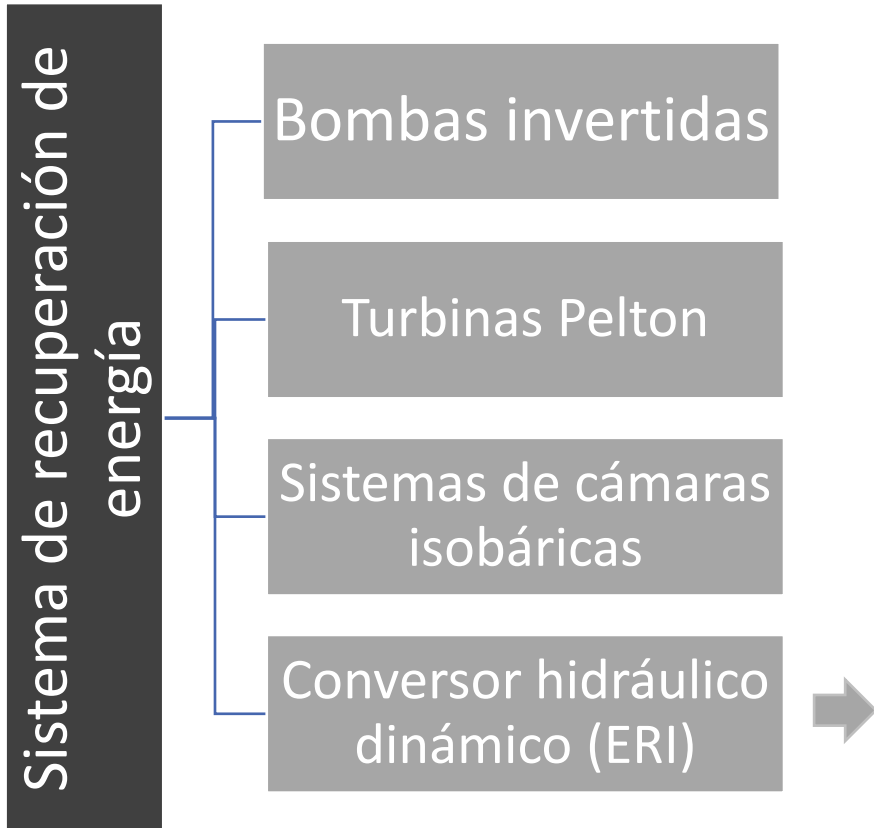 Sistema de recuperación de
energía
Bombas invertidas
Turbinas Pelton
Sistemas de cámaras
isobáricas
Conversor hidráulico
dinámico (ERI)